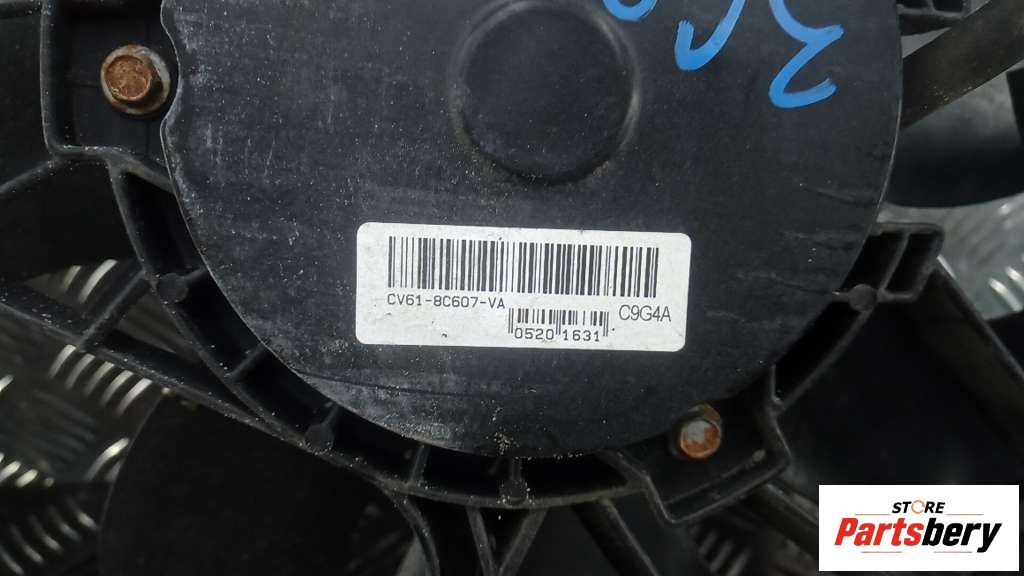 CV61-8C607-VA
C9G4A
0520 1631
STORE
Partsbery